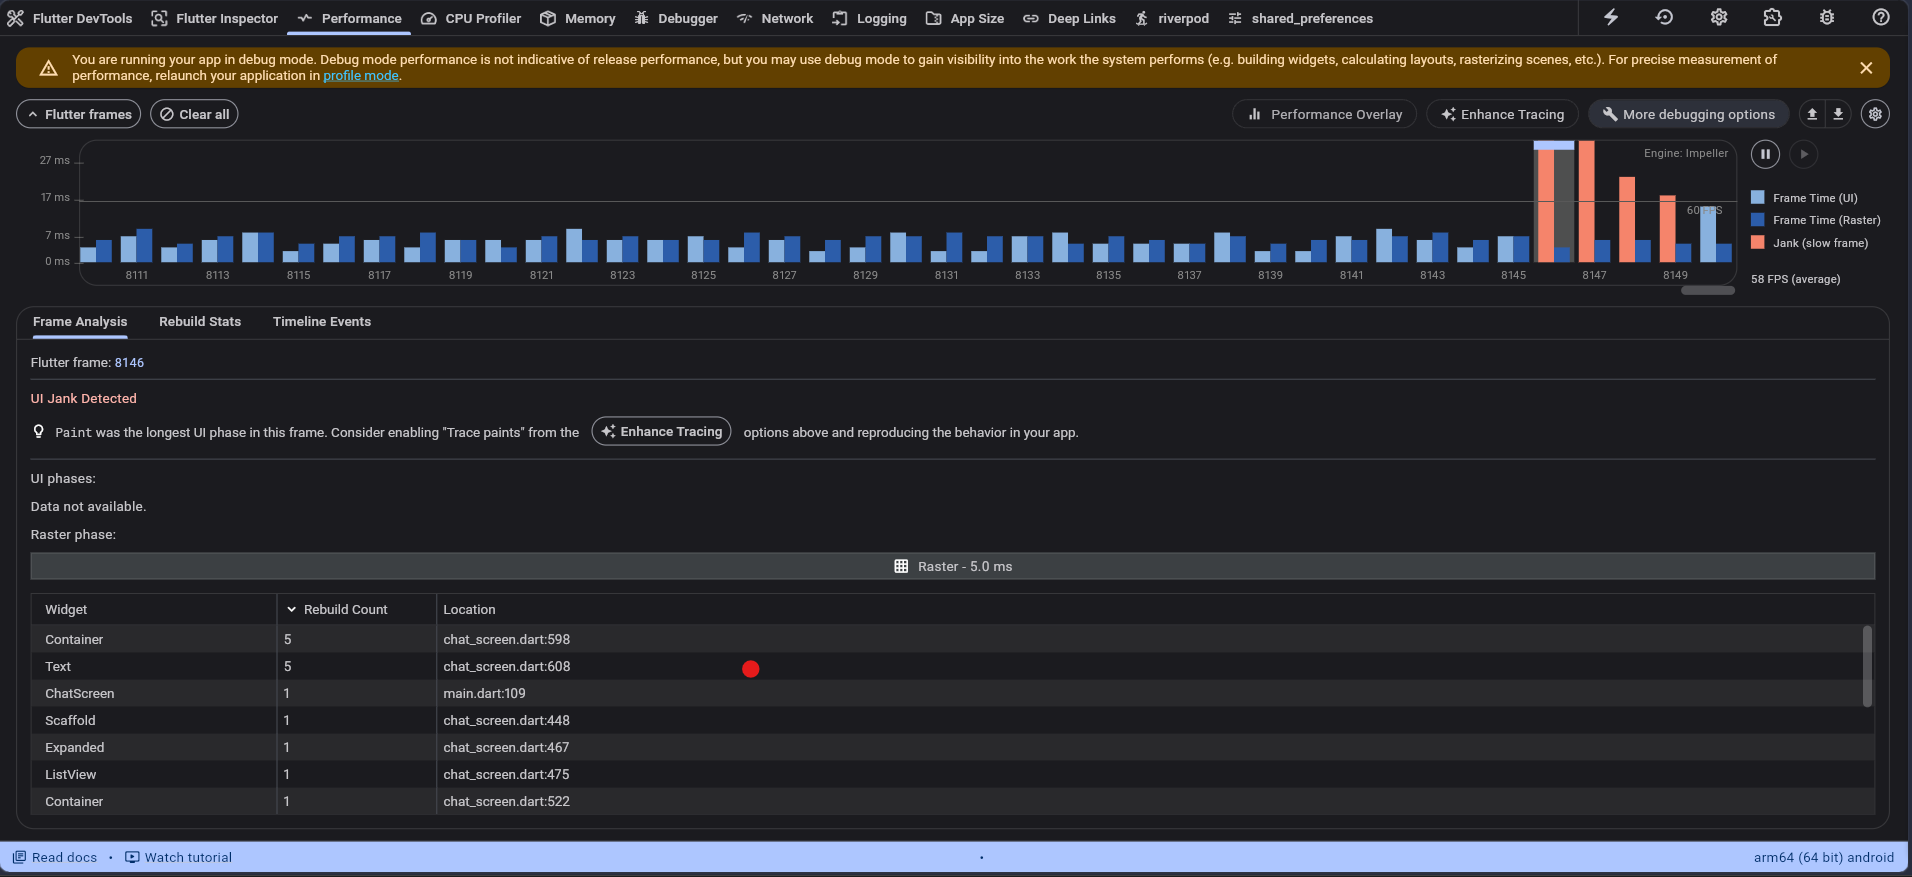 Flutter DevTools Flutter Inspector Performance CPU Profiler Memory Debugger Network Logging App Size Deep Links riverpod shared_preferences
You are running your app in debug mode. Debug mode performance is not indicative of release performance, but you may use debug mode to gain visibility into the work the system performs (e.g. building widgets, calculating layouts, rasterizing scenes, etc.). For precise measurement of
performance, relaunch your application in profile mode.
Flutter frames Clear all Performance Overlay Enhance Tracing More debugging options
27 ms
17 ms
7 ms
0 ms
Engine: Impeller
60 FPS
8111 8113 8115 8117 8119 8121 8123 8125 8127 8129 8131 8133 8135 8137 8139 8141 8143 8145 8147 8149
Frame Time (UI)
Frame Time (Raster)
Jank (slow frame)
58 FPS (average)
Frame Analysis Rebuild Stats Timeline Events
Flutter frame: 8146
UI Jank Detected
Paint was the longest UI phase in this frame. Consider enabling "Trace paints" from the Enhance Tracing options above and reproducing the behavior in your app.
UI phases:
Data not available.
Raster phase:
Raster - 5.0 ms
Widget Rebuild Count Location
Container 5 chat_screen.dart:598
Text 5 chat_screen.dart:608
ChatScreen 1 main.dart:109
Scaffold 1 chat_screen.dart:448
Expanded 1 chat_screen.dart:467
ListView 1 chat_screen.dart:475
Container 1 chat_screen.dart:522
Read docs • Watch tutorial • arm64 (64 bit) android